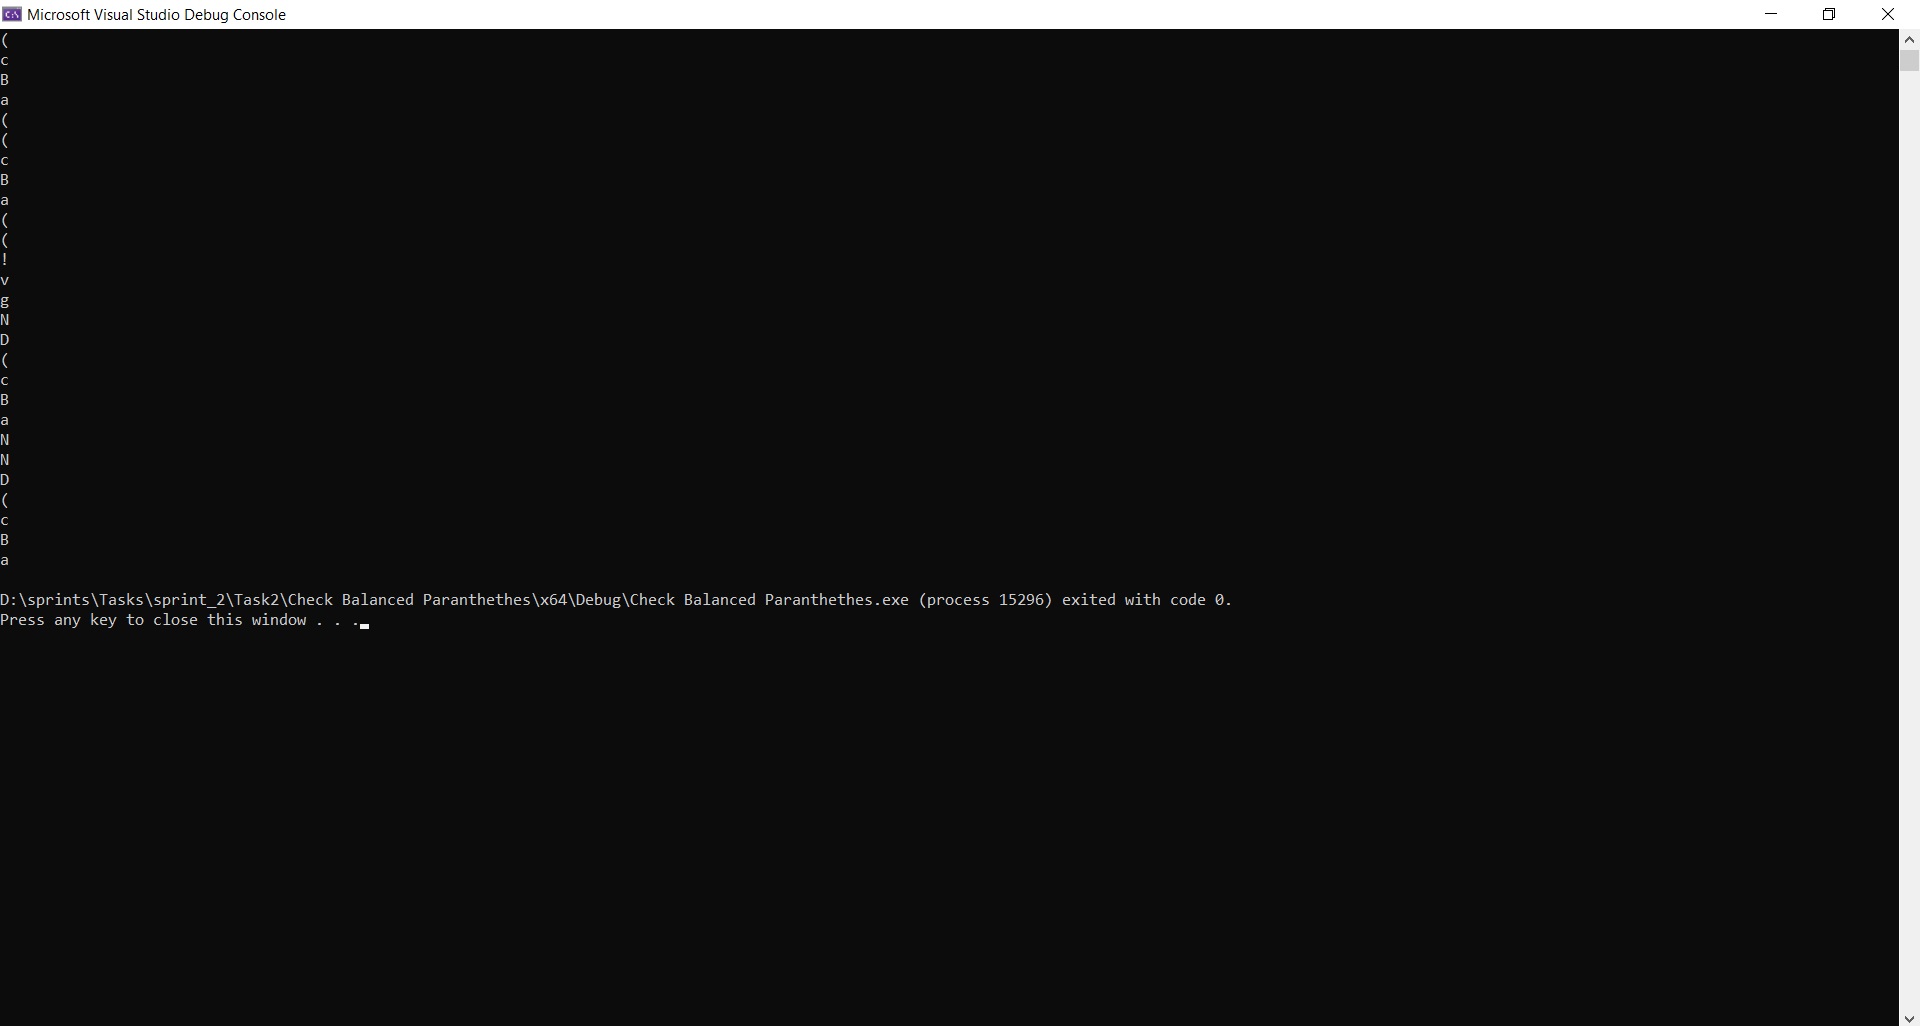 Microsoft Visual Studio Debug Console
(
c
B
a
(
(
c
B
a
(
(
!
v
g
N
D
(
c
B
a
N
N
D
(
c
B
a
D:\sprints\Tasks\sprint_2\Task2\Check Balanced Paranthethes\x64\Debug\Check Balanced Paranthethes.exe (process 15296) exited with code 0.
Press any key to close this window . . .